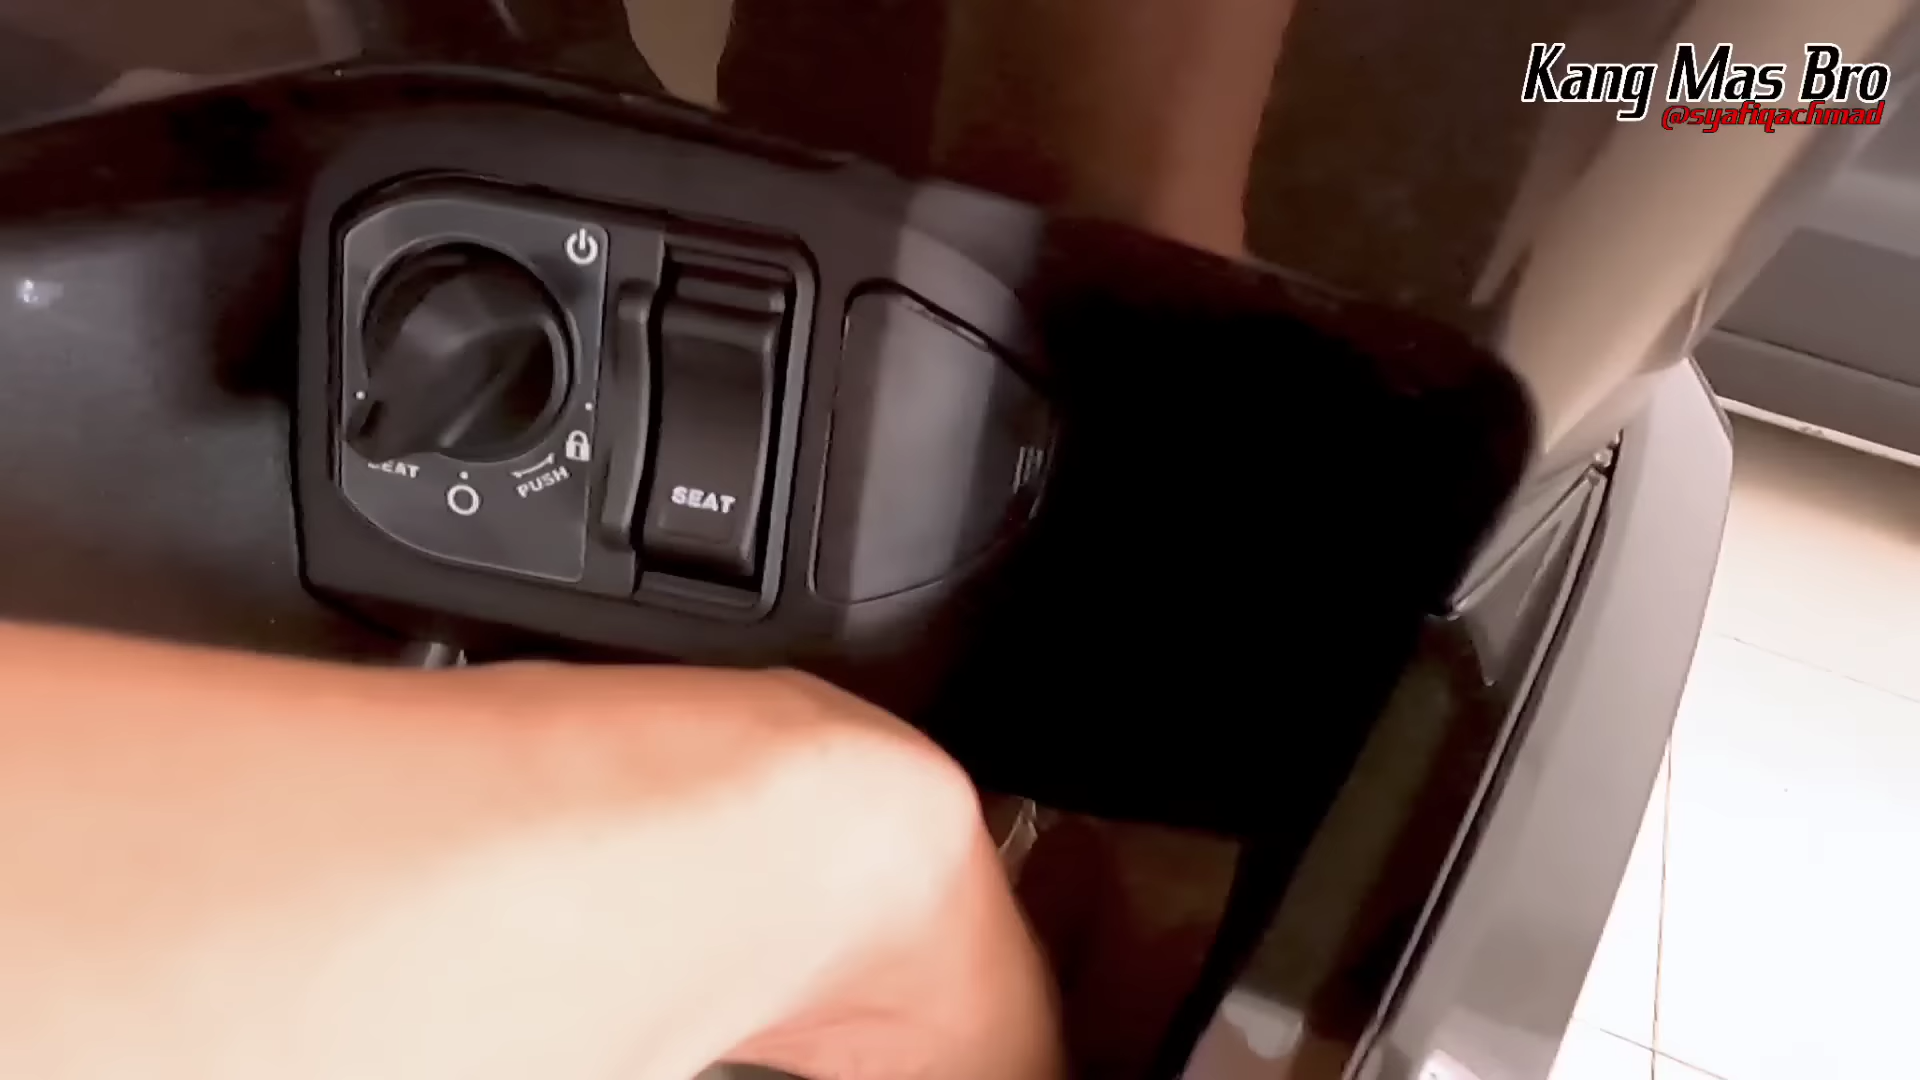 Kang Mas Bro
@syafiqachmad
SEAT
PUSH
SEAT